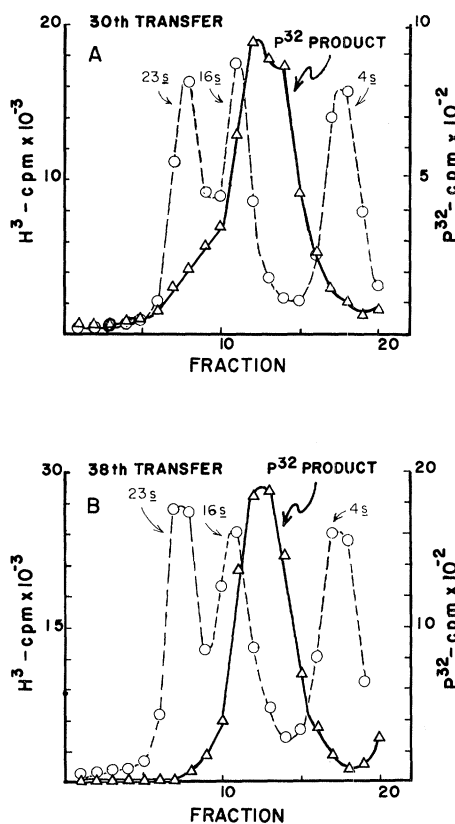 30TH TRANSFER
A
P³² PRODUCT
23s
16s
4s
20
10
H³-cpm x 10⁻³
10
5
P³²-cpm x 10⁻²
10
20
FRACTION
38th TRANSFER
B
P³² PRODUCT
23s
16s
4s
30
15
H³-cpm x 10⁻³
20
10
P³²-cpm x 10⁻²
10
20
FRACTION